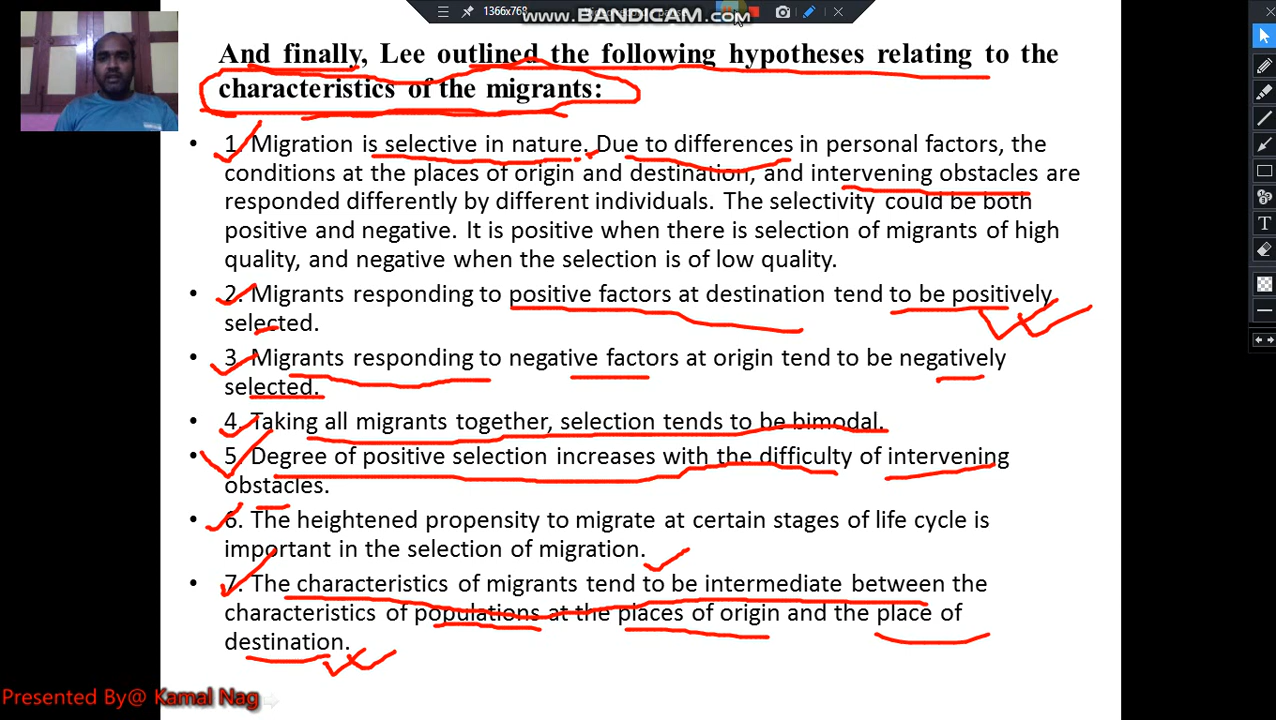 1366x768
www.BANDICAM.com
And finally, Lee outlined the following hypotheses relating to the
characteristics of the migrants:
• 1. Migration is selective in nature. Due to differences in personal factors, the
conditions at the places of origin and destination, and intervening obstacles are
responded differently by different individuals. The selectivity could be both
positive and negative. It is positive when there is selection of migrants of high
quality, and negative when the selection is of low quality.
• 2. Migrants responding to positive factors at destination tend to be positively
selected.
• 3. Migrants responding to negative factors at origin tend to be negatively
selected.
• 4. Taking all migrants together, selection tends to be bimodal.
• 5. Degree of positive selection increases with the difficulty of intervening
obstacles.
• 6. The heightened propensity to migrate at certain stages of life cycle is
important in the selection of migration.
• 7. The characteristics of migrants tend to be intermediate between the
characteristics of populations at the places of origin and the place of
destination.
Presented By@ Kamal Nag